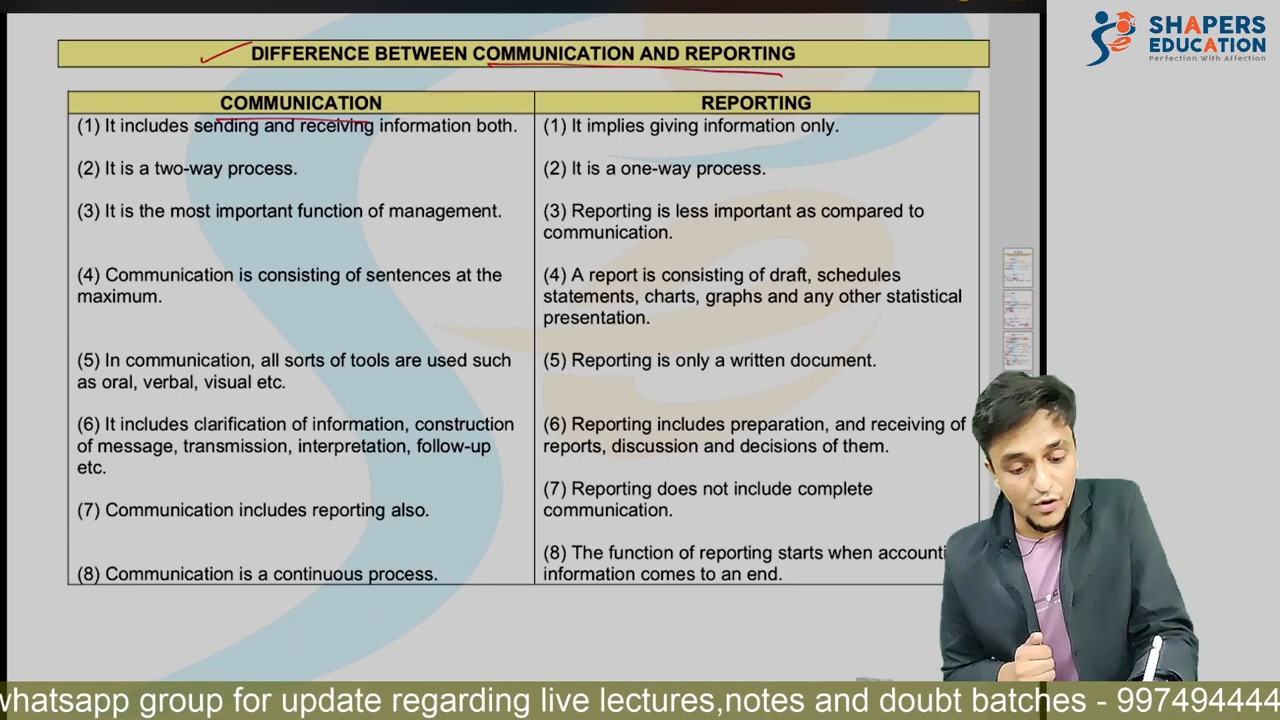 SHAPERS
EDUCATION
Perfection With Affection
DIFFERENCE BETWEEN COMMUNICATION AND REPORTING
COMMUNICATION
(1) It includes sending and receiving information both.
(2) It is a two-way process.
(3) It is the most important function of management.
(4) Communication is consisting of sentences at the
maximum.
(5) In communication, all sorts of tools are used such
as oral, verbal, visual etc.
(6) It includes clarification of information, construction
of message, transmission, interpretation, follow-up
etc.
(7) Communication includes reporting also.
(8) Communication is a continuous process.
REPORTING
(1) It implies giving information only.
(2) It is a one-way process.
(3) Reporting is less important as compared to
communication.
(4) A report is consisting of draft, schedules
statements, charts, graphs and any other statistical
presentation.
(5) Reporting is only a written document.
(6) Reporting includes preparation, and receiving of
reports, discussion and decisions of them.
(7) Reporting does not include complete
communication.
(8) The function of reporting starts when accounti
information comes to an end.
whatsapp group for update regarding live lectures,notes and doubt batches - 997494444